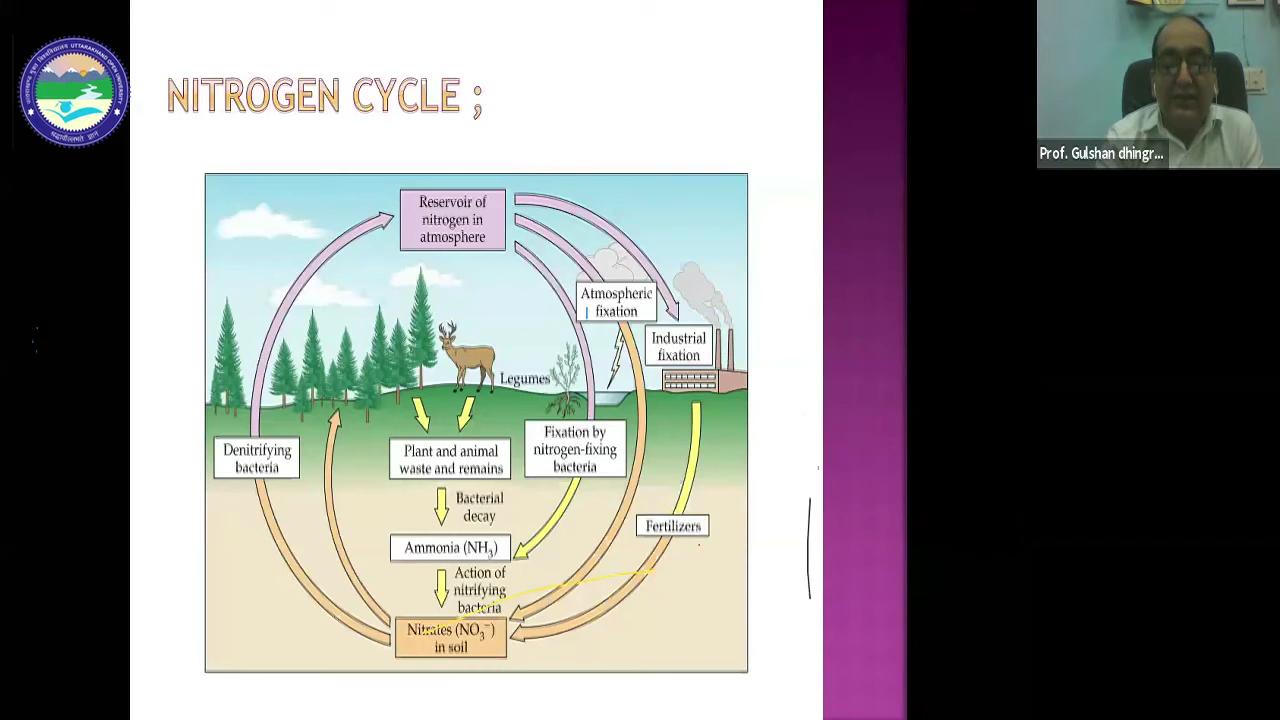 NITROGEN CYCLE ;
Prof. Gulshan dhingr...
Reservoir of
nitrogen in
atmosphere
Atmospheric
fixation
Industrial
fixation
Legumes
Denitrifying
bacteria
Plant and animal
waste and remains
Fixation by
nitrogen-fixing
bacteria
Bacterial
decay
Fertilizers
Ammonia (NH₃)
Action of
nitrifying
bacteria
Nitrates (NO₃⁻)
in soil